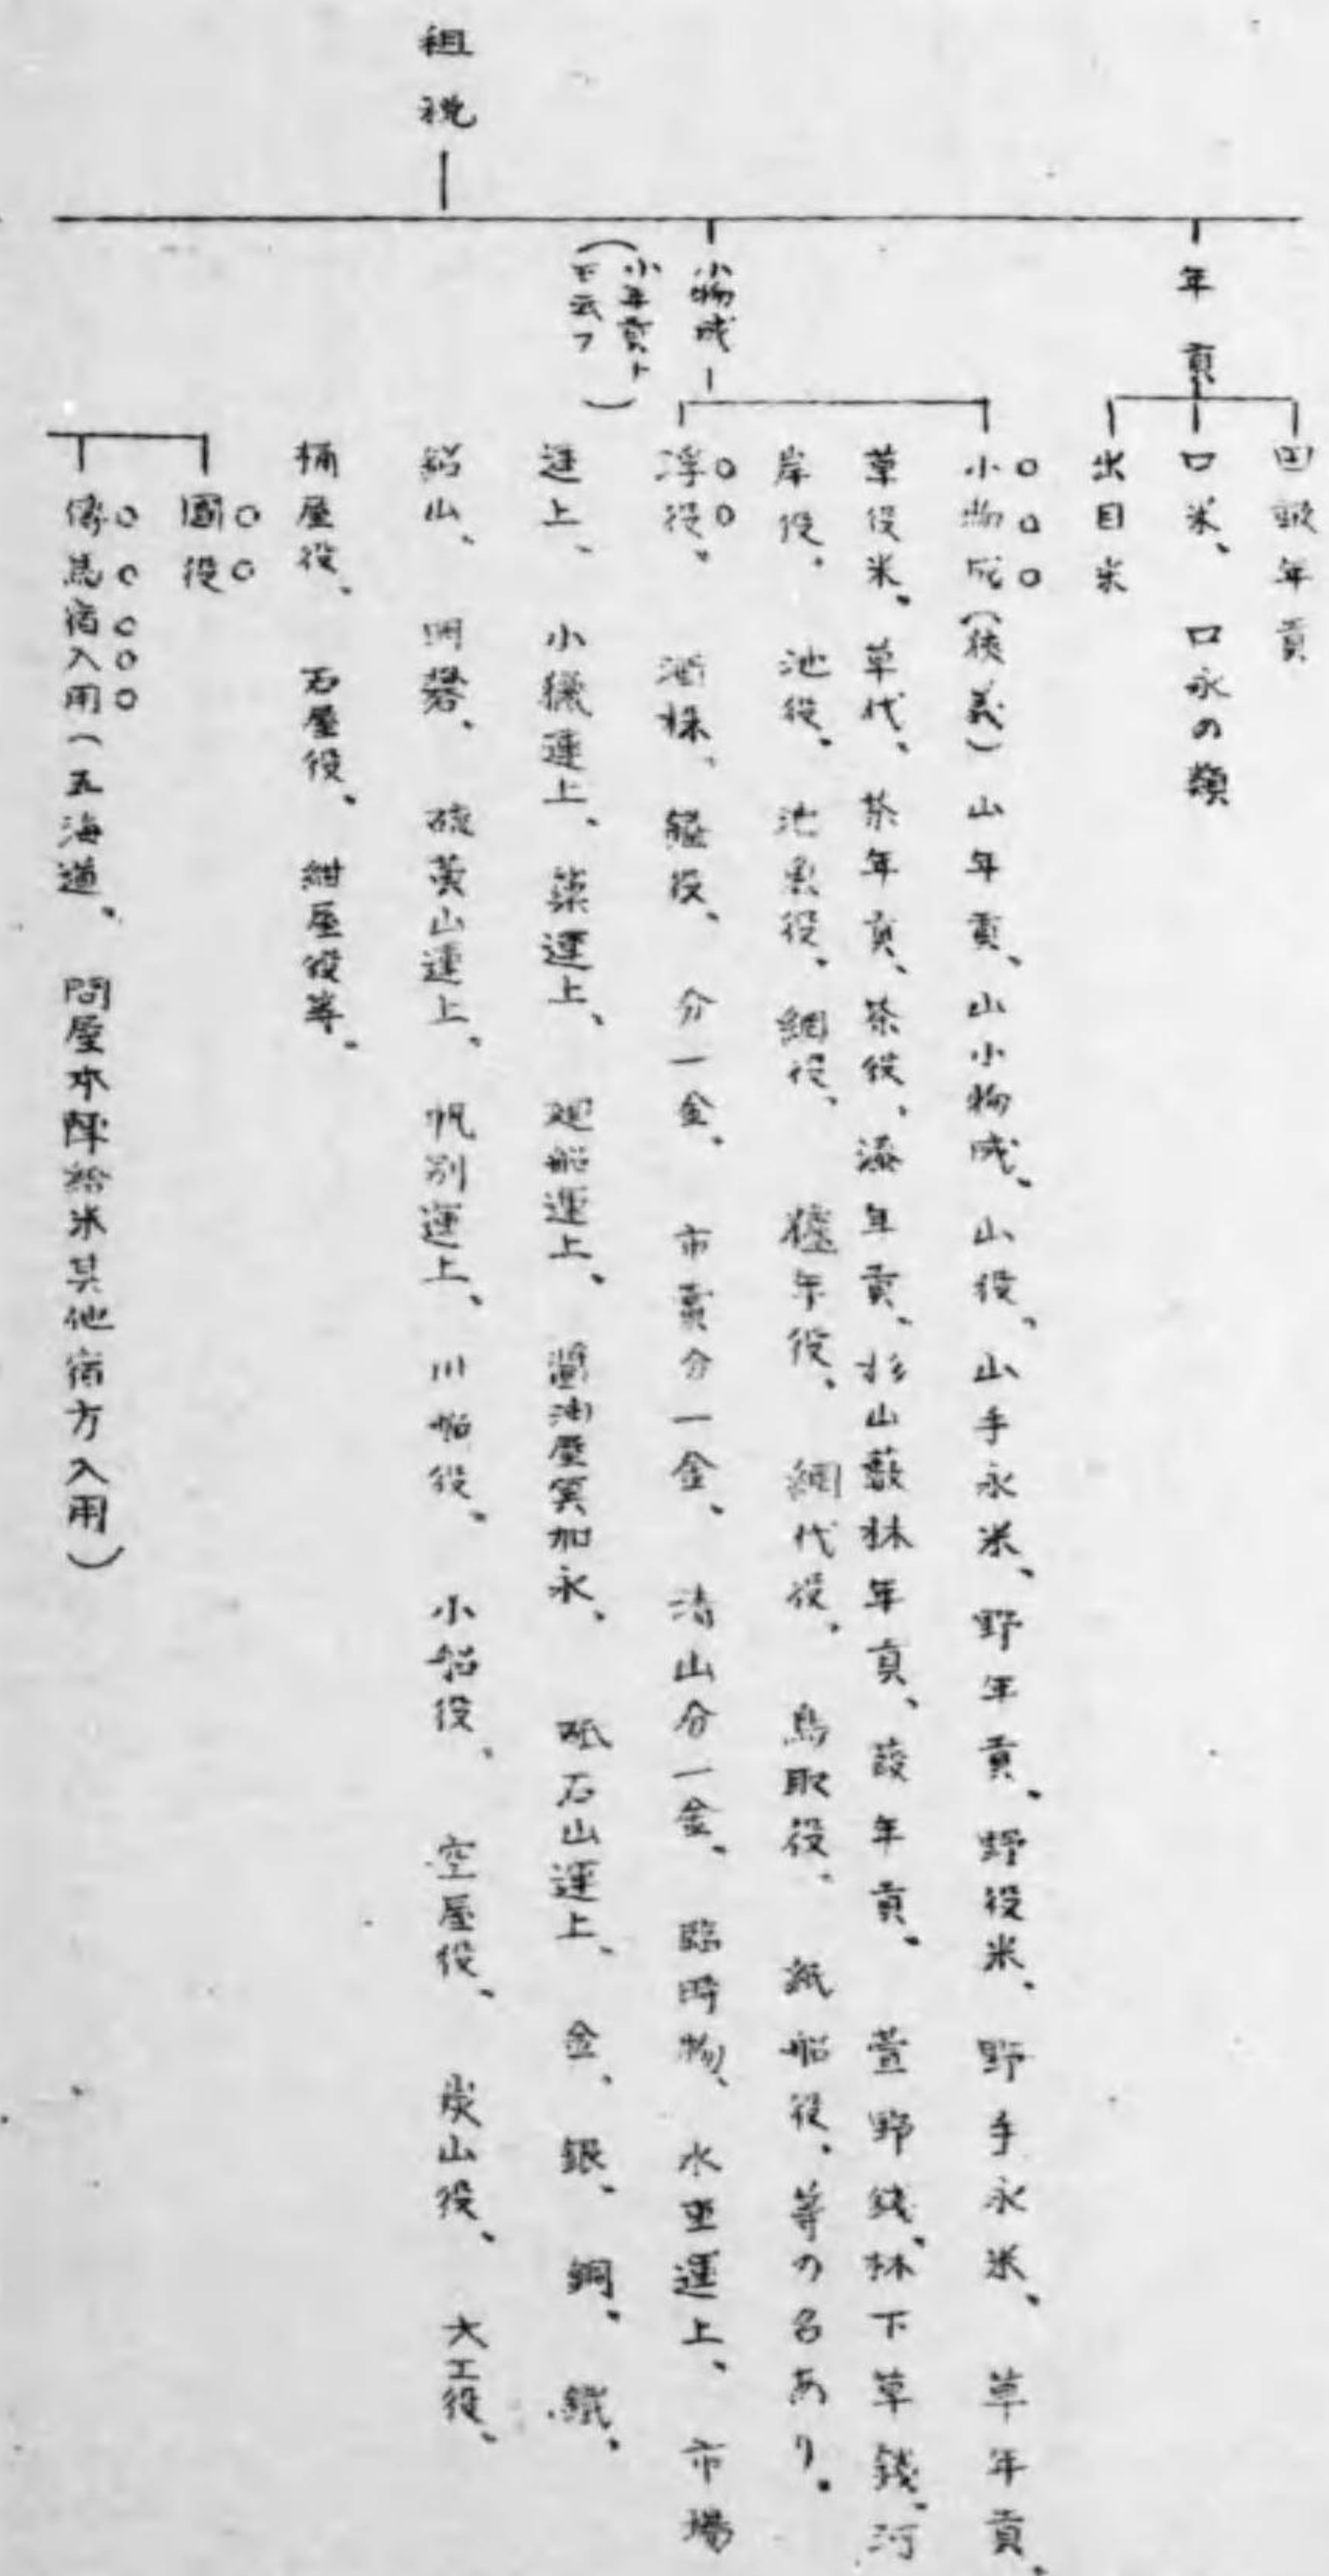 租税
年貢
田畝年貢
口米、口永の類
出目米
小物成
(小年貢トモ云フ)
小物成(狭義)山年貢、山小物成、山役、山手永米、野年貢、野役米、野手永米、草年貢、
草役米、草代、茶年貢、茶役、漆年貢、杉山藪林年貢、葭年貢、萱野銭、林下草銭、河
岸役、池役、池魚役、網役、年役、網代役、鳥取役、紙船役、等の名あり。
浮役、酒株、役、分一金、市賣分一金、請山分一金、臨時物、水車運上、市場
運上、小獵運上、簗運上、廻船運上、醬油屋冥加永、砥石山運上、金、銀、銅、鐵、
鉛山、明礬、硫黄山運上、帆別運上、川船役、小船役、空屋役、炭山役、大工役、
桶屋役、石屋役、紺屋役等。
國役
傳馬宿入用(五海道、問屋本陣給米其他宿方入用)